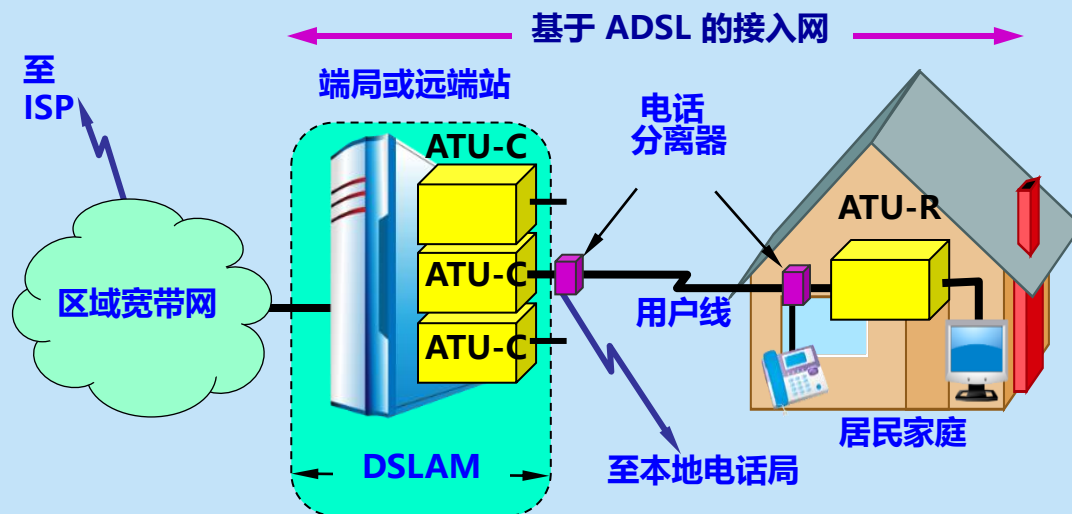 基于 ADSL 的接入网
至
ISP
端局或远端站
电话
分离器
ATU-C
ATU-R
ATU-C
区域宽带网
用户线
ATU-C
居民家庭
DSLAM
至本地电话局